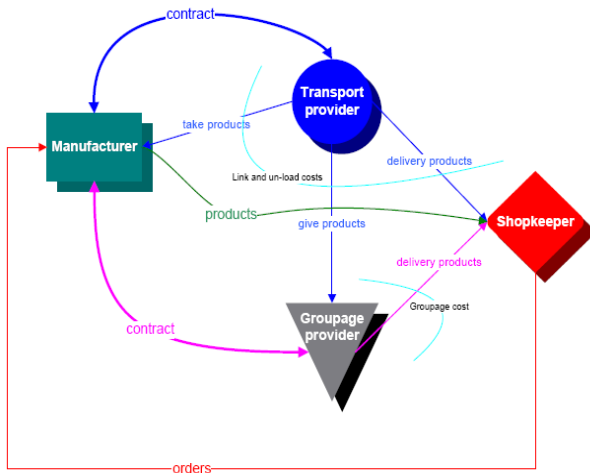 contract
Transport
provider
take products
Manufacturer
delivery products
Link and un-load costs
products
Shopkeeper
give products
delivery products
Groupage cost
Groupage
provider
contract
orders